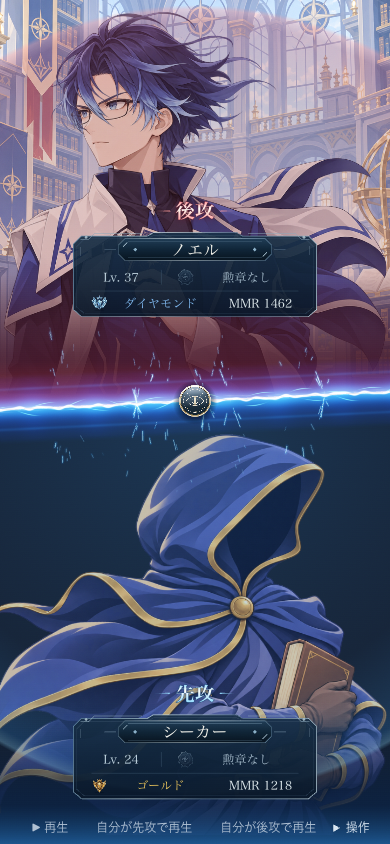 後攻
ノエル
Lv. 37 勲章なし
ダイヤモンド MMR 1462
先攻
シーカー
Lv. 24 勲章なし
ゴールド MMR 1218
▶ 再生 自分が先攻で再生 自分が後攻で再生 ▶ 操作